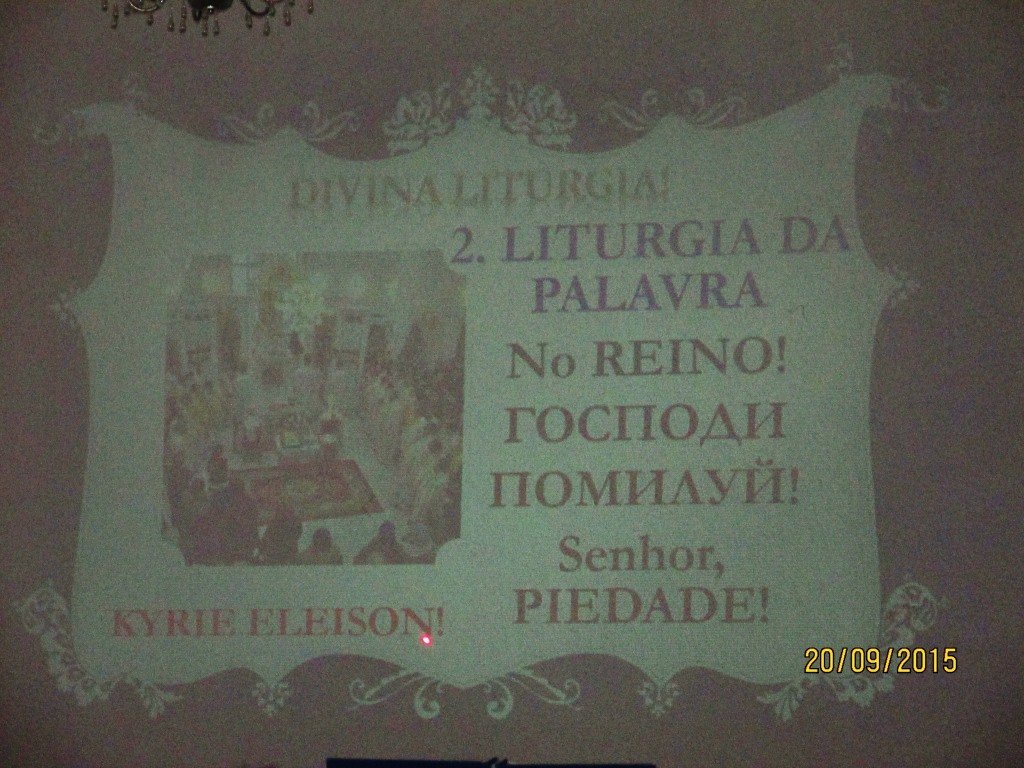 DIVINA LITURGIA!
2. LITURGIA DA
PALAVRA
No REINO!
ГОСПОДИ
ПОМИЛУЙ!
Senhor,
PIEDADE!
KYRIE ELEISON!
20/09/2015